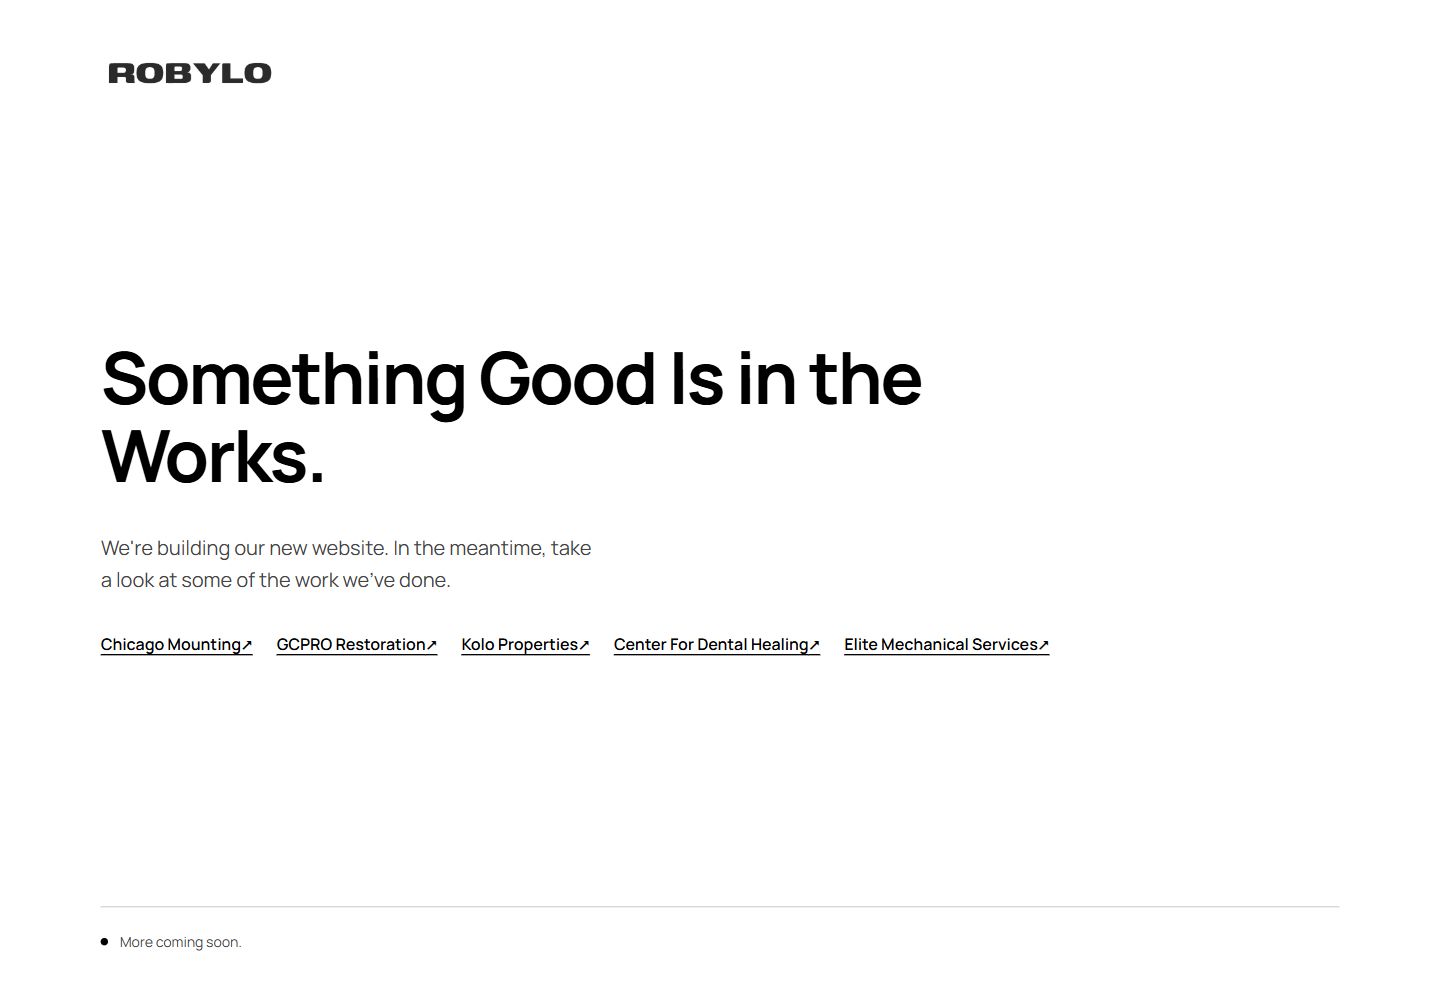 ROBYLO
Something Good Is in the
Works.
We're building our new website. In the meantime, take
a look at some of the work we’ve done.
Chicago Mounting↗ GCPRO Restoration↗ Kolo Properties↗ Center For Dental Healing↗ Elite Mechanical Services↗
More coming soon.